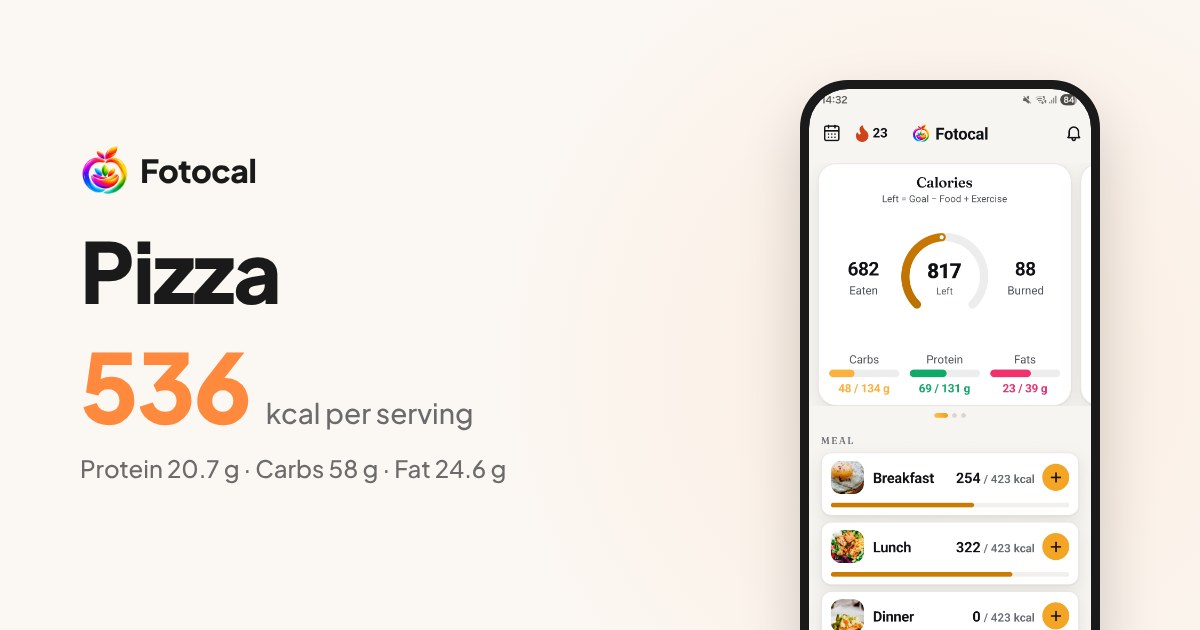 Fotocal
Pizza
536 kcal per serving
Protein 20.7 g · Carbs 58 g · Fat 24.6 g
14:32 84
23 Fotocal
Calories
Left = Goal − Food + Exercise
682 817 88
Eaten Left Burned
Carbs Protein Fats
48 / 134 g 69 / 131 g 23 / 39 g
MEAL
Breakfast 254 / 423 kcal +
Lunch 322 / 423 kcal +
Dinner 0 / 423 kcal +